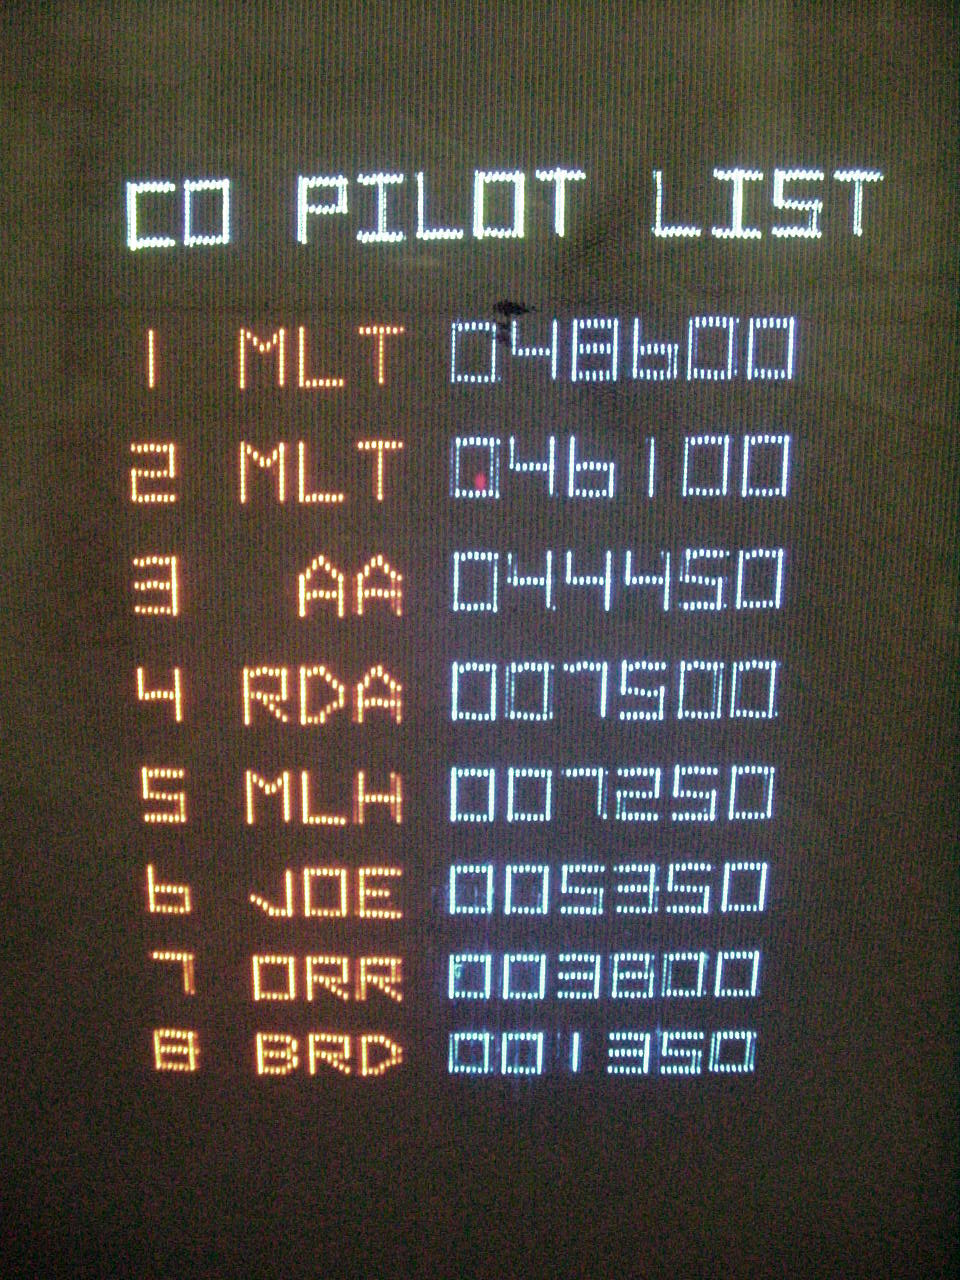 CO PILOT LIST
1 MLT 048600
2 MLT 046100
3 AA 044450
4 RDA 007500
5 MLH 007250
6 JOE 005350
7 ORR 003800
8 BRD 001350